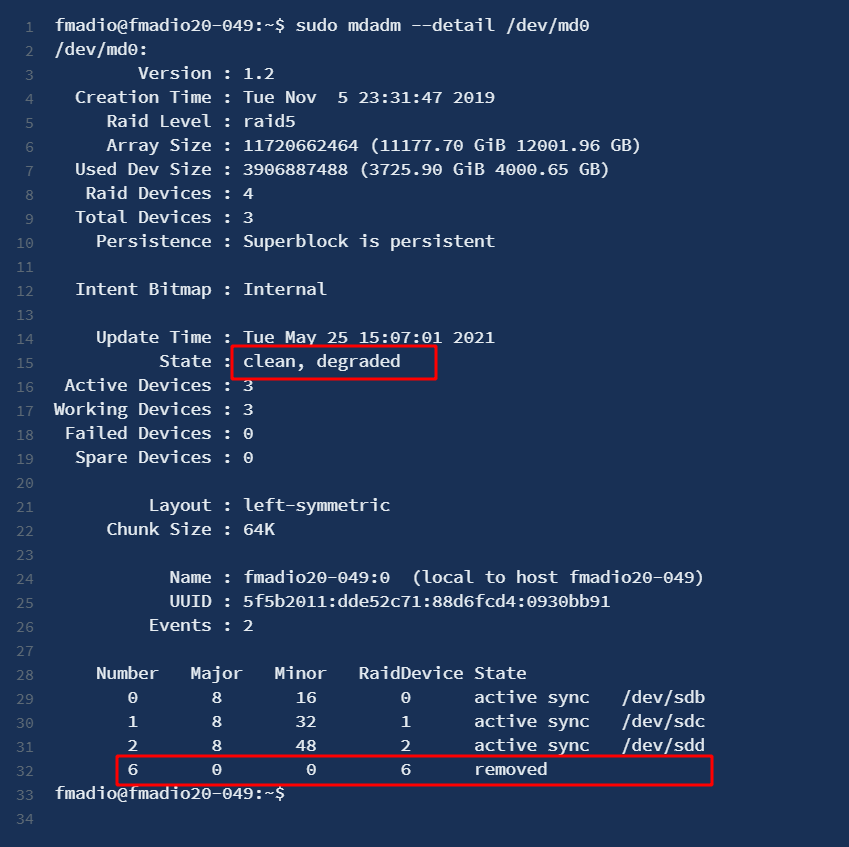 1 fmadio@fmadio20-049:~$ sudo mdadm --detail /dev/md0
2 /dev/md0:
3 Version : 1.2
4 Creation Time : Tue Nov  5 23:31:47 2019
5 Raid Level : raid5
6 Array Size : 11720662464 (11177.70 GiB 12001.96 GB)
7 Used Dev Size : 3906887488 (3725.90 GiB 4000.65 GB)
8 Raid Devices : 4
9 Total Devices : 3
10 Persistence : Superblock is persistent
11
12 Intent Bitmap : Internal
13
14 Update Time : Tue May 25 15:07:01 2021
15 State : clean, degraded
16 Active Devices : 3
17 Working Devices : 3
18 Failed Devices : 0
19 Spare Devices : 0
20
21 Layout : left-symmetric
22 Chunk Size : 64K
23
24 Name : fmadio20-049:0  (local to host fmadio20-049)
25 UUID : 5f5b2011:dde52c71:88d6fcd4:0930bb91
26 Events : 2
27
28 Number   Major   Minor   RaidDevice State
29 0       8       16        0      active sync   /dev/sdb
30 1       8       32        1      active sync   /dev/sdc
31 2       8       48        2      active sync   /dev/sdd
32 6       0        0        6      removed
33 fmadio@fmadio20-049:~$
34